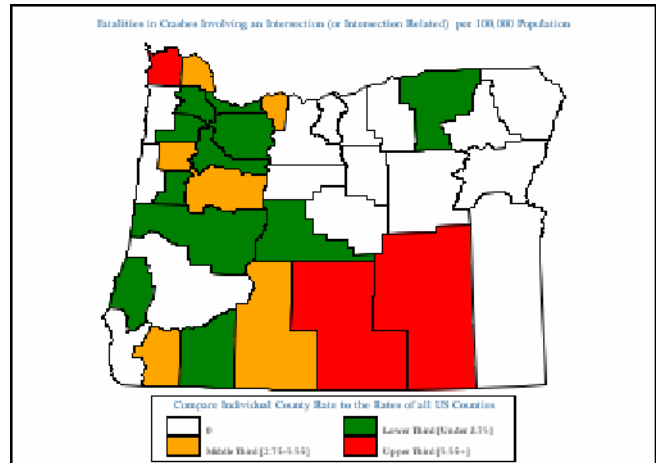 Fatalities in Crashes Involving an Intersection (or Intersection Related) per 100,000 Population
Compare Individual County Rate to the Rates of all US Counties
0
Lower Third [Under 2.75]
Middle Third [2.75-5.55]
Upper Third [5.55+]